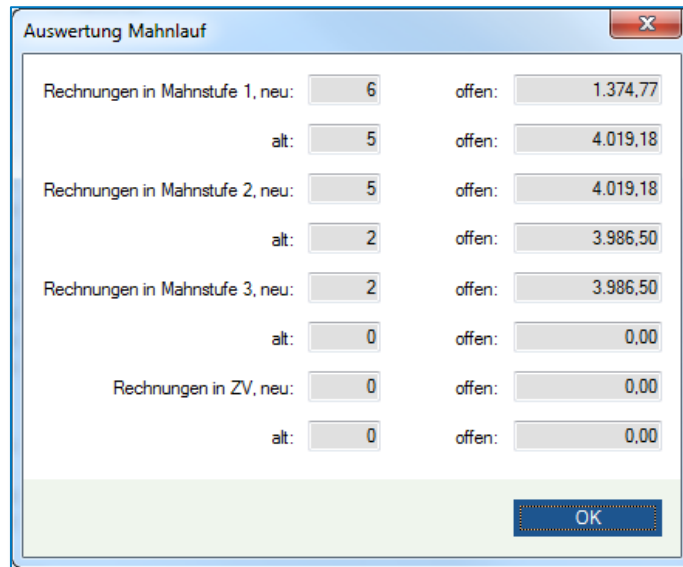 Auswertung Mahnlauf
Rechnungen in Mahnstufe 1, neu: 6 offen: 1.374,77
alt: 5 offen: 4.019,18
Rechnungen in Mahnstufe 2, neu: 5 offen: 4.019,18
alt: 2 offen: 3.986,50
Rechnungen in Mahnstufe 3, neu: 2 offen: 3.986,50
alt: 0 offen: 0,00
Rechnungen in ZV, neu: 0 offen: 0,00
alt: 0 offen: 0,00
OK